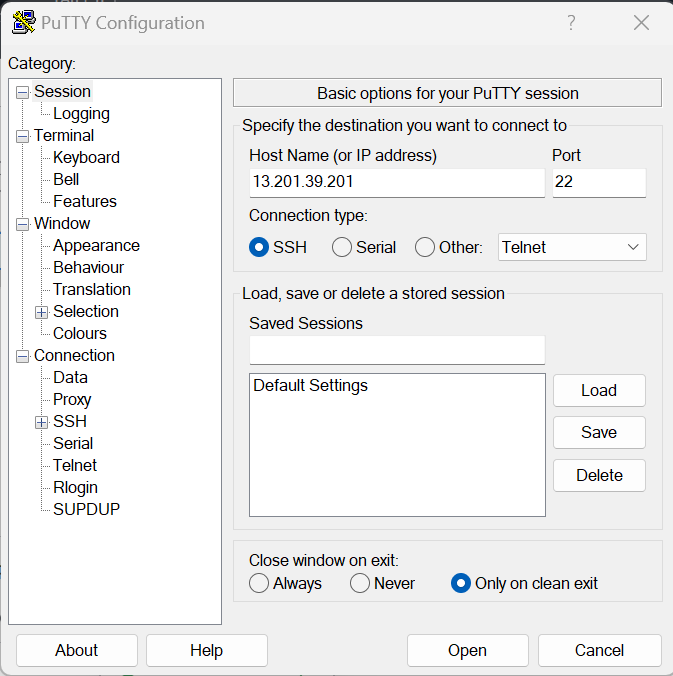 PuTTY Configuration
?
Category:
Session
Logging
Terminal
Keyboard
Bell
Features
Window
Appearance
Behaviour
Translation
Selection
Colours
Connection
Data
Proxy
SSH
Serial
Telnet
Rlogin
SUPDUP
Basic options for your PuTTY session
Specify the destination you want to connect to
Host Name (or IP address) Port
13.201.39.201 22
Connection type:
SSH Serial Other: Telnet
Load, save or delete a stored session
Saved Sessions
Default Settings
Load
Save
Delete
Close window on exit:
Always Never Only on clean exit
About Help Open Cancel